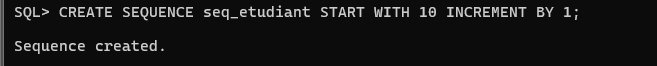 SQL> CREATE SEQUENCE seq_etudiant START WITH 10 INCREMENT BY 1;
Sequence created.